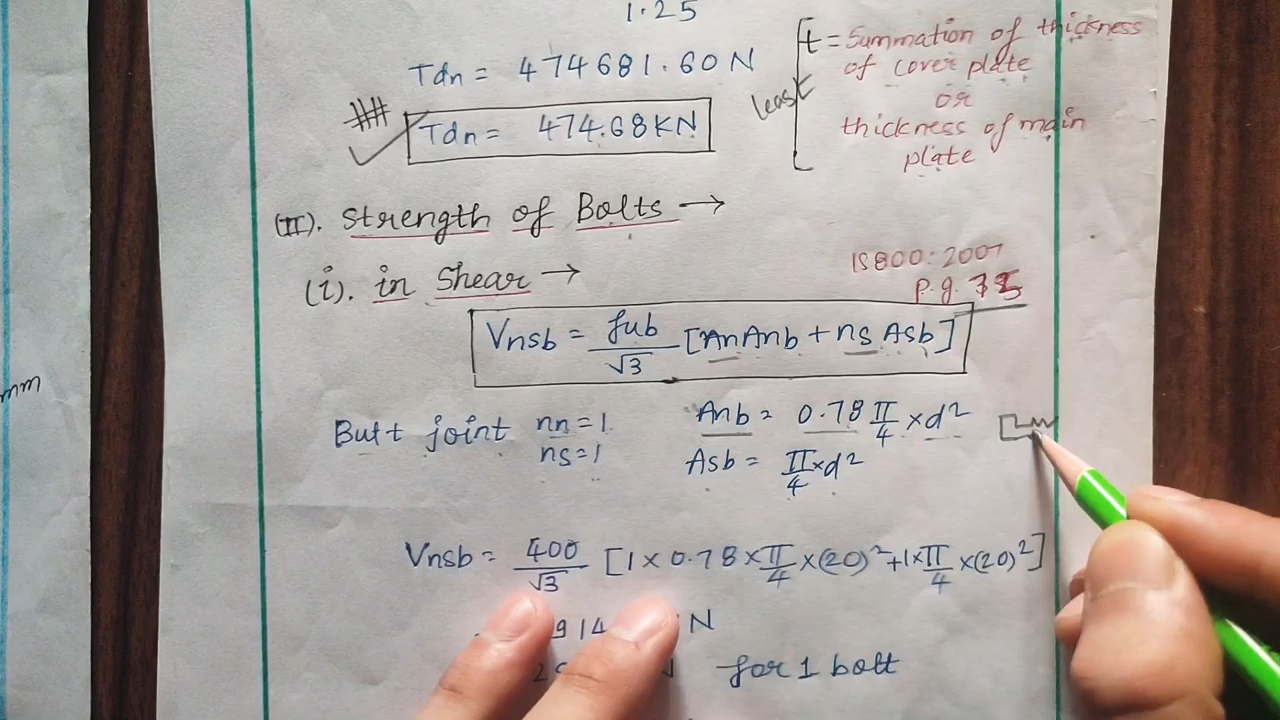 1.25
Tdn = 474681.60 N
## Tdn = 474.68 KN
least
t = Summation of thickness
of cover plate
or
thickness of main
plate
(II). Strength of Bolts →
(i). in Shear →
IS800:2007
P.g. 75
Vnsb = fub/√3 [nnAnb + ns Asb]
Butt joint nn = 1
ns = 1
Anb = 0.78 π/4 × d²
Asb = π/4 × d²
mm
Vnsb = 400/√3 [1 × 0.78 × π/4 × (20)² + 1 × π/4 × (20)²]
914 N
for 1 bolt